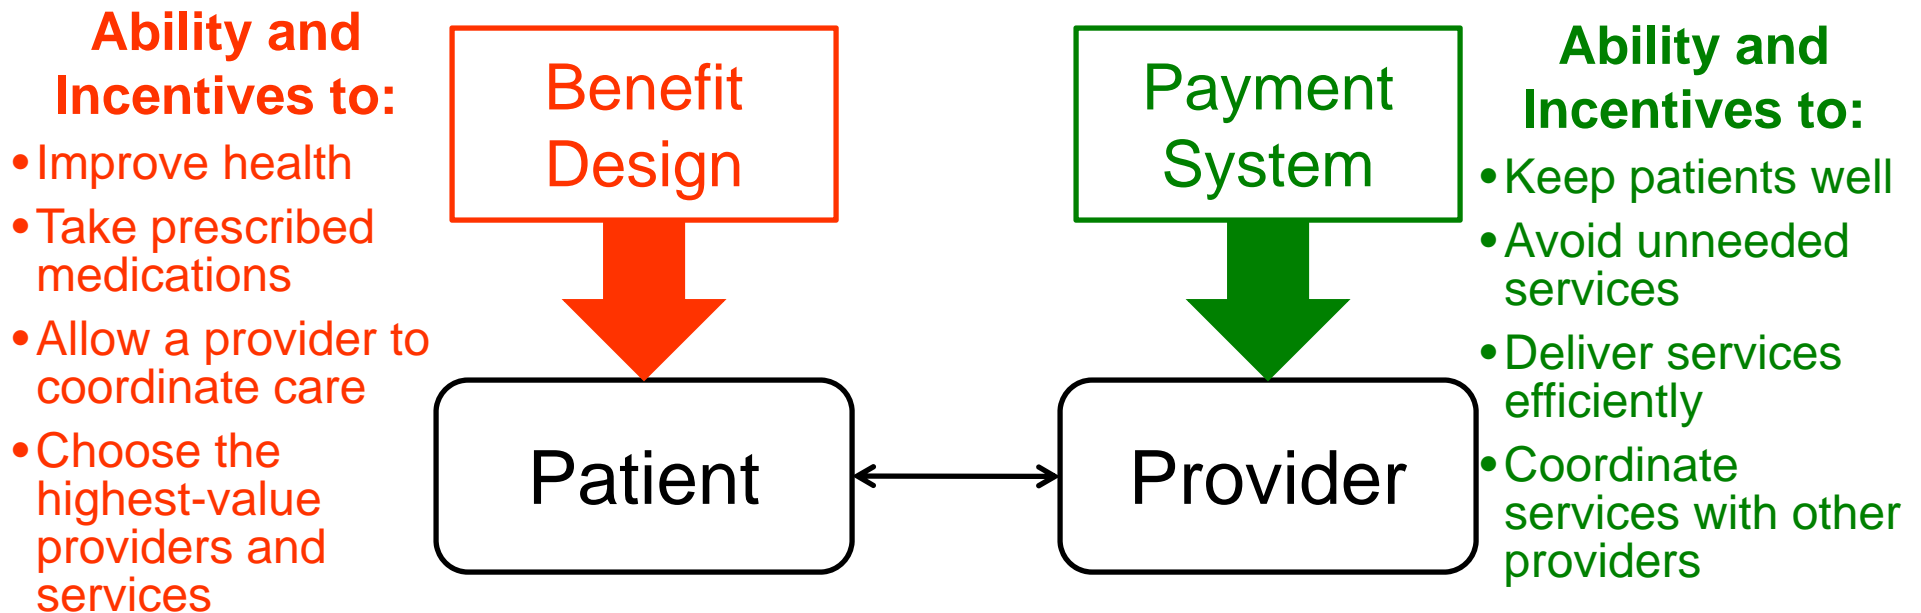 Ability and
Incentives to:
•Improve health
•Take prescribed
medications
•Allow a provider to
coordinate care
•Choose the
highest-value
providers and
services
Benefit
Design
Patient
Payment
System
Provider
Ability and
Incentives to:
•Keep patients well
•Avoid unneeded
services
•Deliver services
efficiently
•Coordinate
services with other
providers